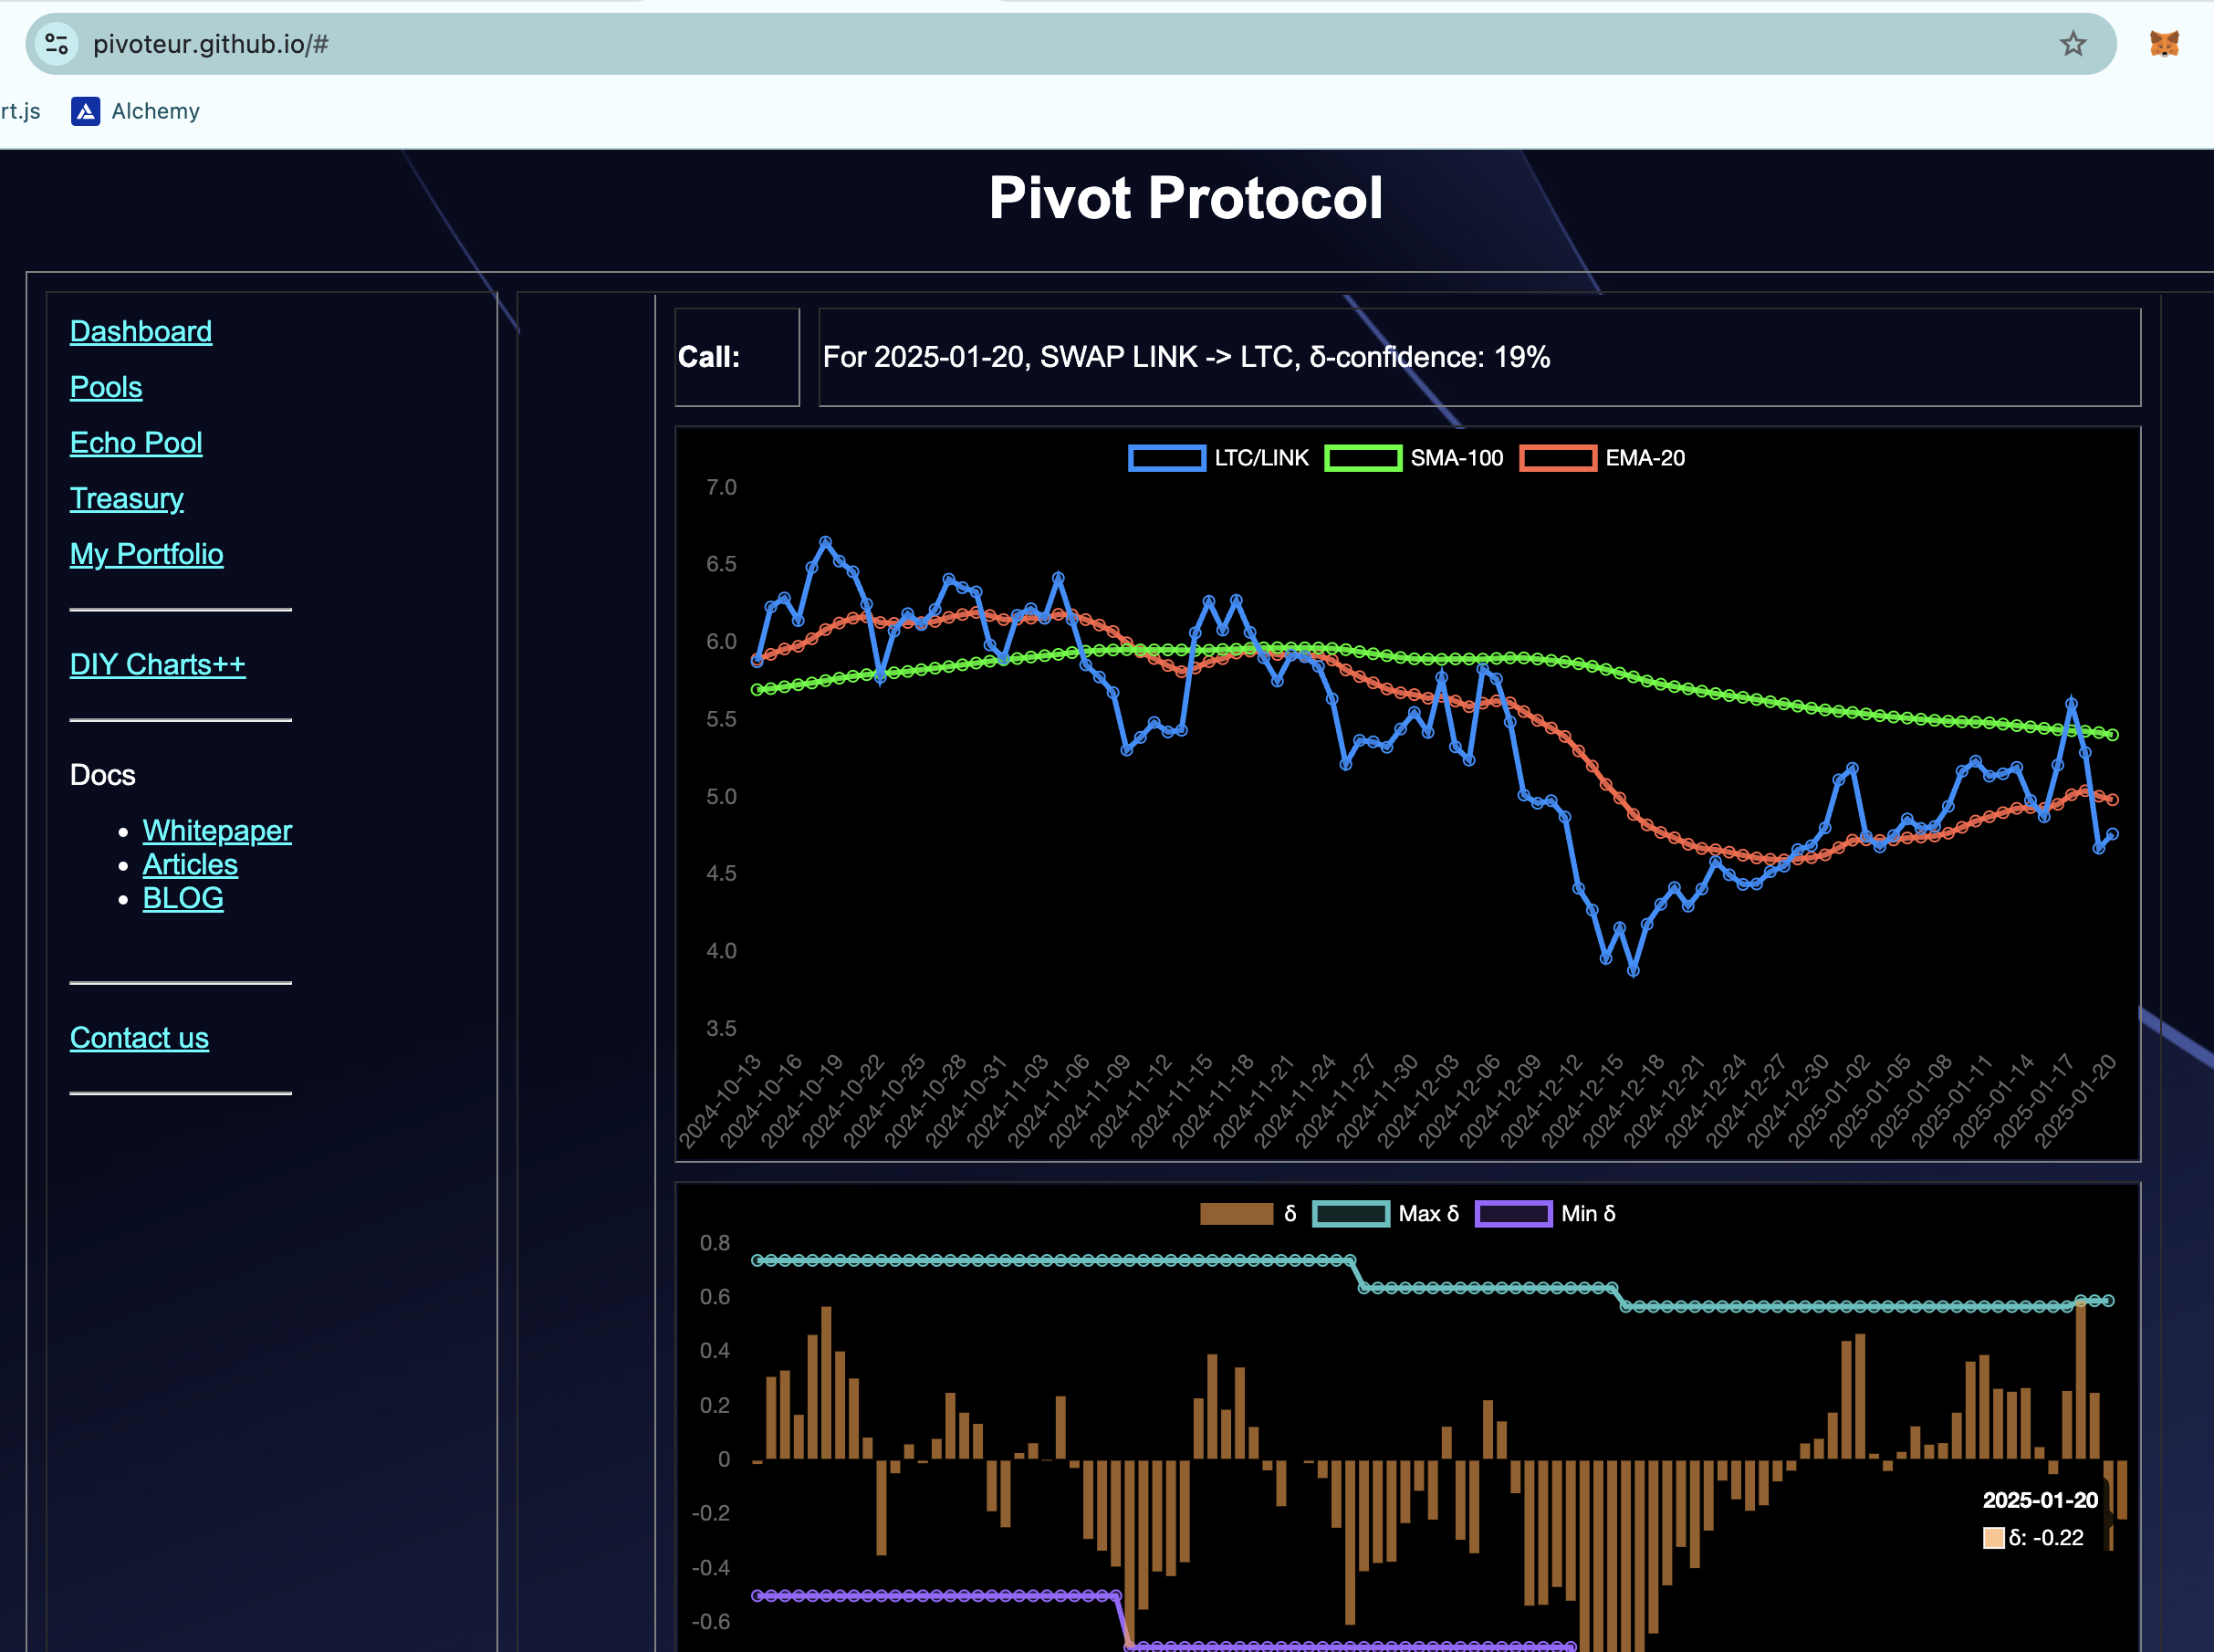 pivoteur.github.io/#
rt.js
Alchemy
Pivot Protocol
Dashboard
Pools
Echo Pool
Treasury
My Portfolio
DIY Charts++
Docs
Whitepaper
Articles
BLOG
Contact us
Call:
For 2025-01-20, SWAP LINK -> LTC, δ-confidence: 19%
LTC/LINK
SMA-100
EMA-20
7.0
6.5
6.0
5.5
5.0
4.5
4.0
3.5
2024-10-13
2024-10-16
2024-10-19
2024-10-22
2024-10-25
2024-10-28
2024-10-31
2024-11-03
2024-11-06
2024-11-09
2024-11-12
2024-11-15
2024-11-18
2024-11-21
2024-11-24
2024-11-27
2024-11-30
2024-12-03
2024-12-06
2024-12-09
2024-12-12
2024-12-15
2024-12-18
2024-12-21
2024-12-24
2024-12-27
2024-12-30
2025-01-02
2025-01-05
2025-01-08
2025-01-11
2025-01-14
2025-01-17
2025-01-20
δ
Max δ
Min δ
0.8
0.6
0.4
0.2
0
-0.2
-0.4
-0.6
2025-01-20
δ: -0.22